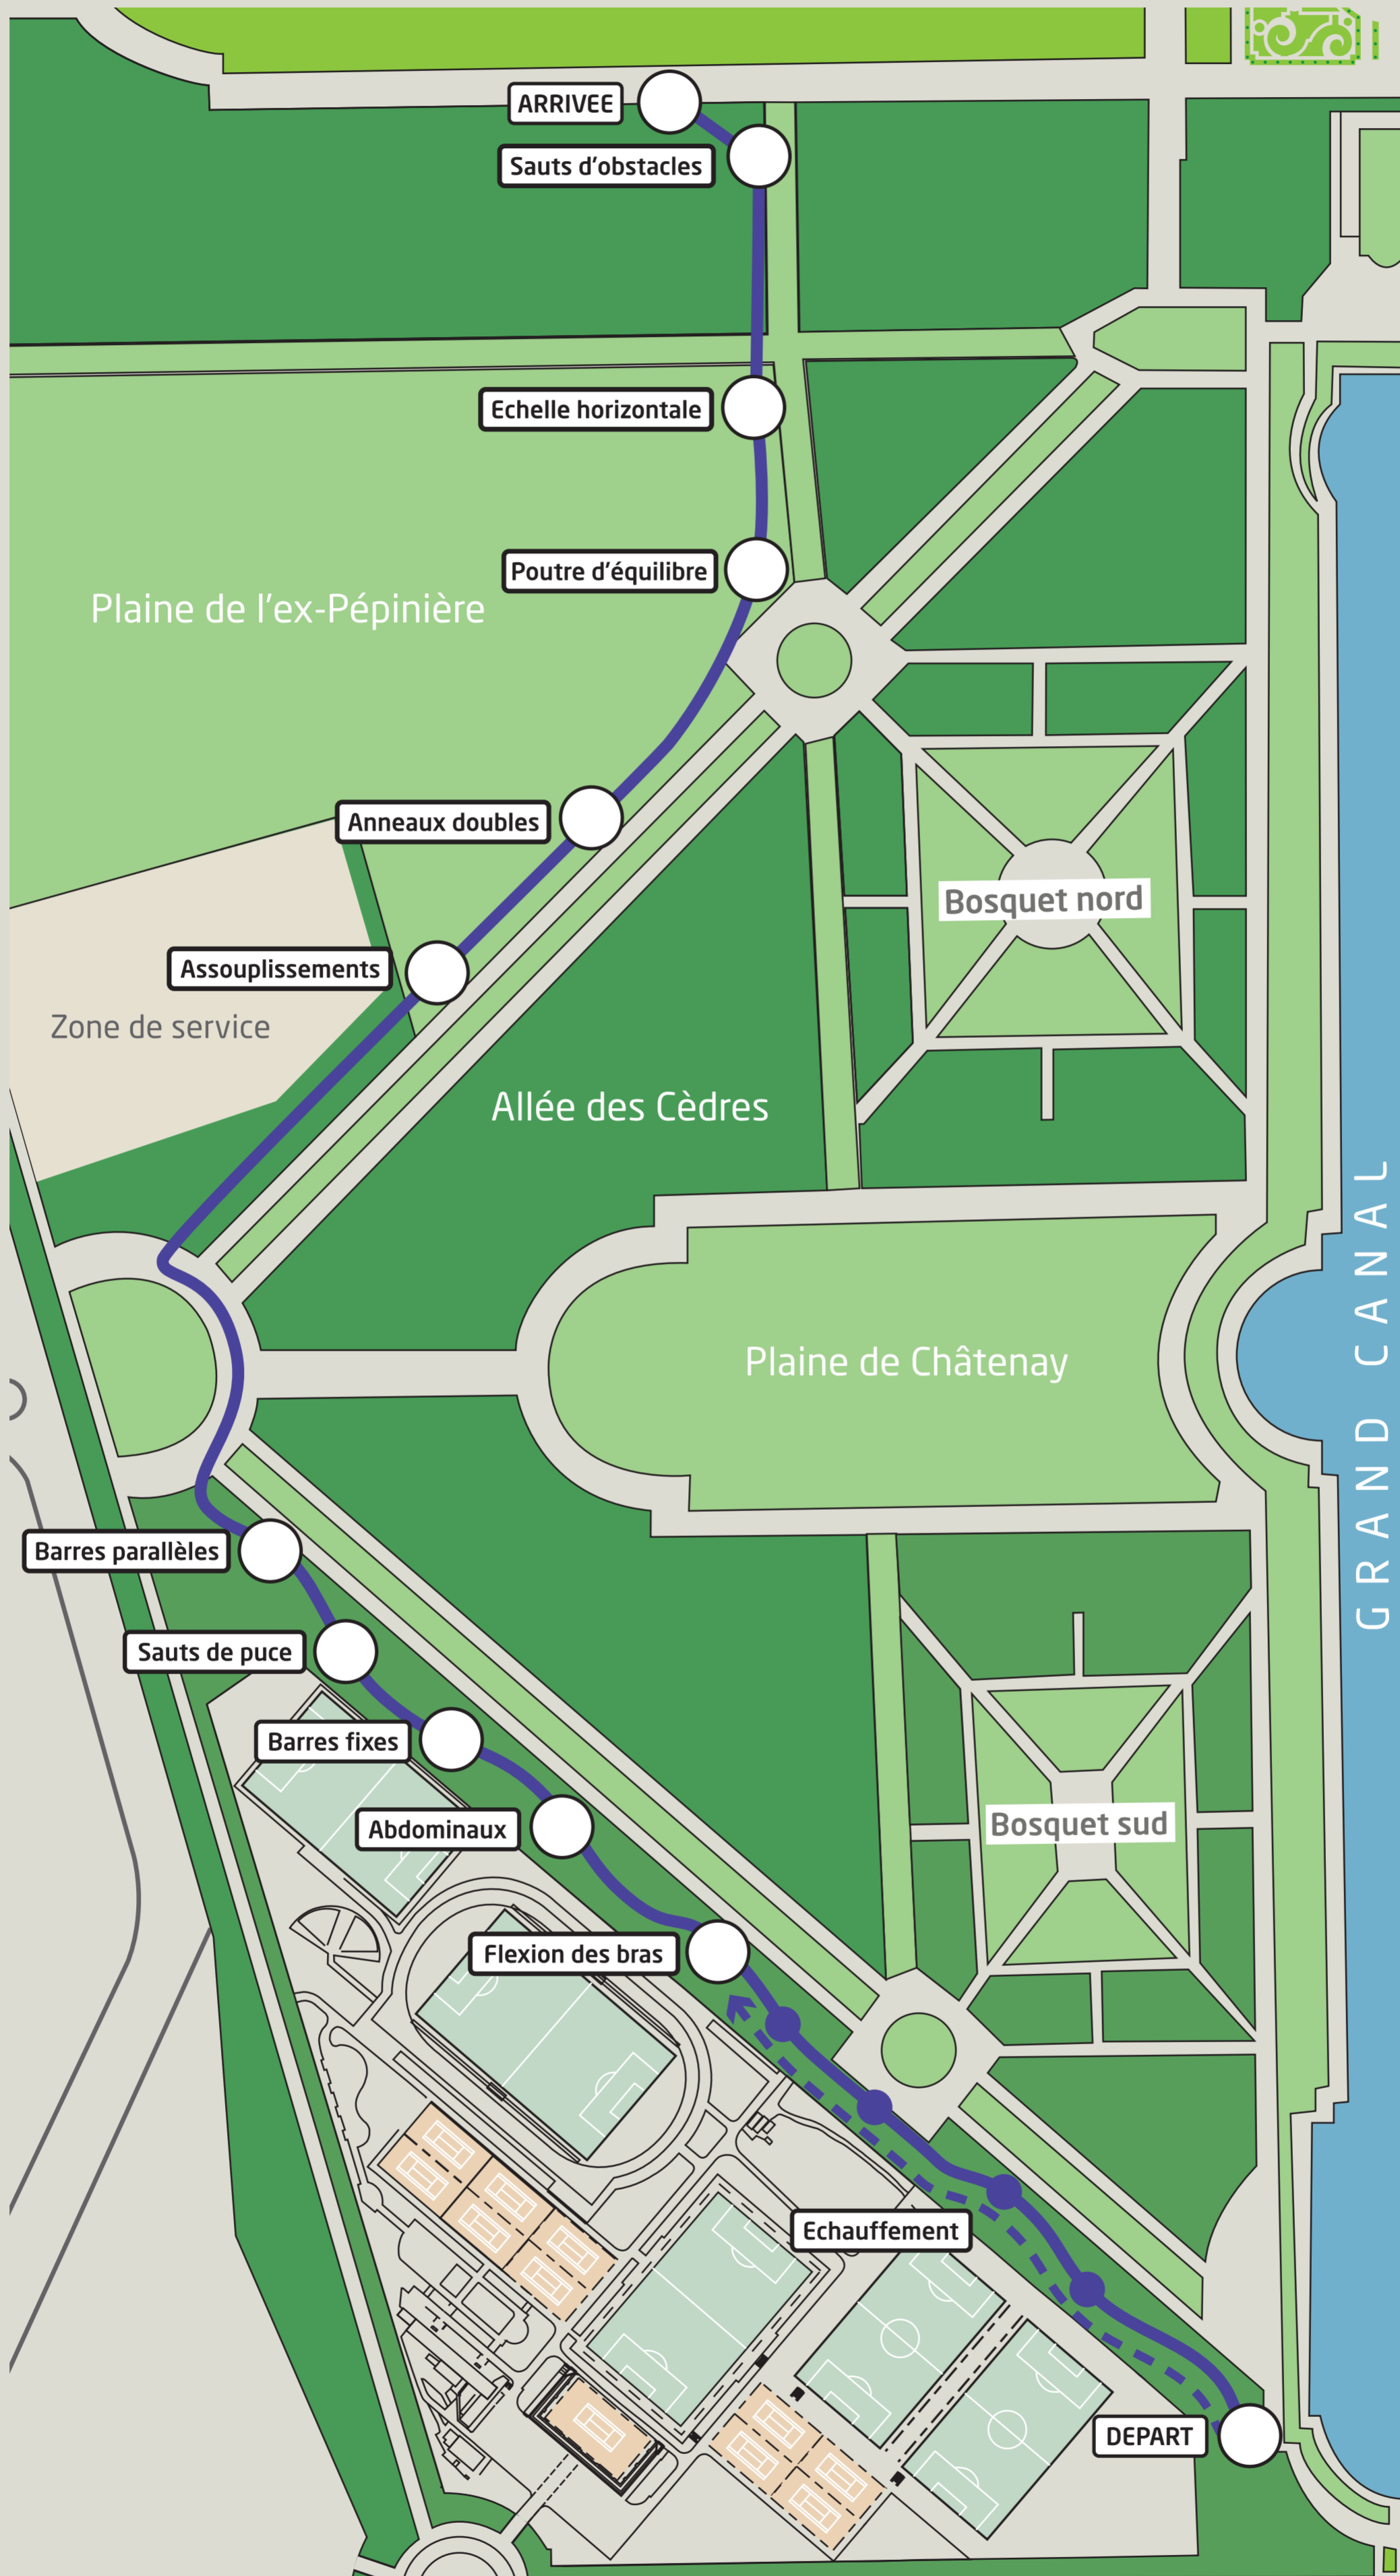 ARRIVEE
Sauts d'obstacles
Echelle horizontale
Poutre d'équilibre
Plaine de l'ex-Pépinière
Anneaux doubles
Bosquet nord
Assouplissements
Zone de service
Allée des Cèdres
Plaine de Châtenay
GRAND CANAL
Barres parallèles
Sauts de puce
Barres fixes
Abdominaux
Bosquet sud
Flexion des bras
Echauffement
DEPART